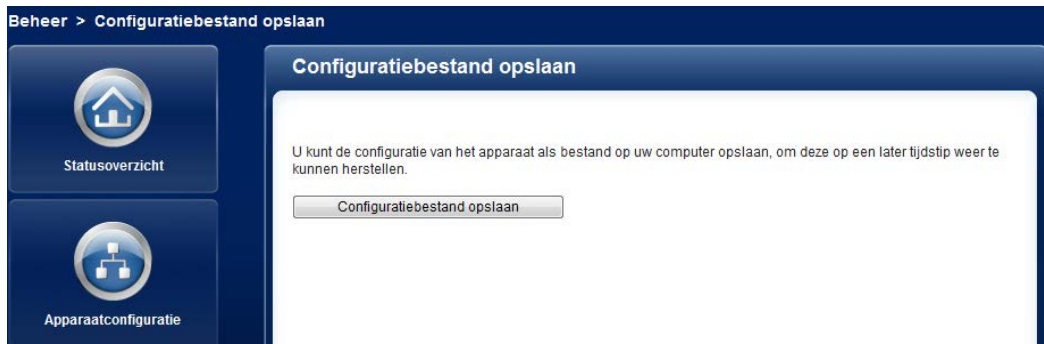 Beheer > Configuratiebestand opslaan
Statusoverzicht
Apparaatconfiguratie
Configuratiebestand opslaan
U kunt de configuratie van het apparaat als bestand op uw computer opslaan, om deze op een later tijdstip weer te
kunnen herstellen.
Configuratiebestand opslaan